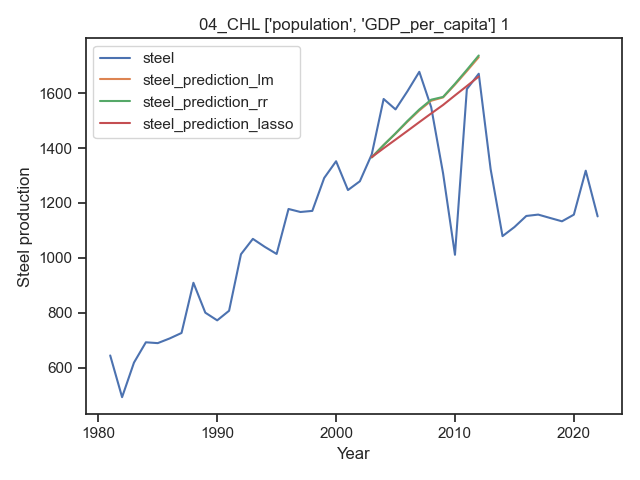 04_CHL ['population', 'GDP_per_capita'] 1
steel
steel_prediction_lm
steel_prediction_rr
steel_prediction_lasso
Steel production
1600
1400
1200
1000
800
600
1980
1990
2000
2010
2020
Year